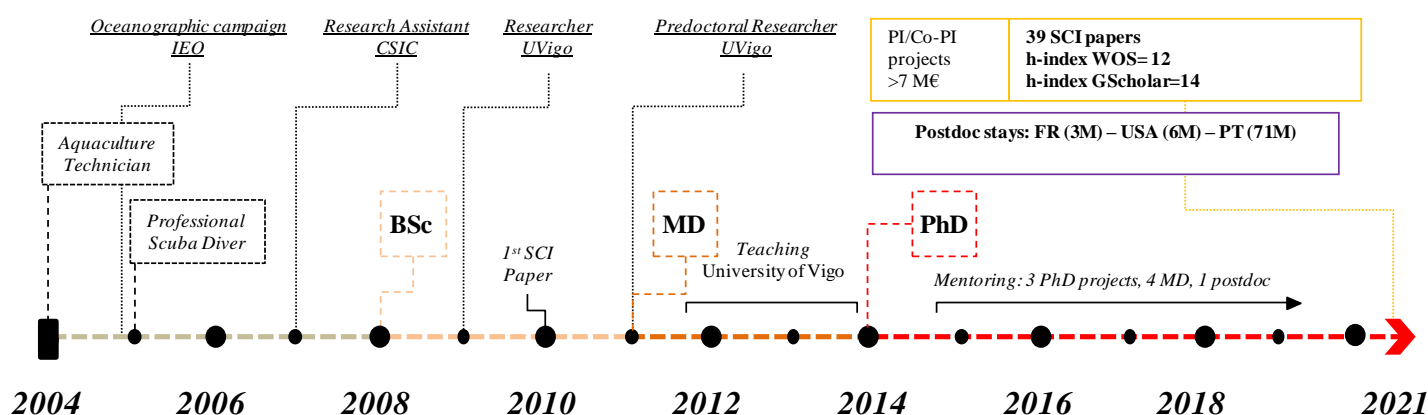 Oceanographic campaign
IEO
Research Assistant
CSIC
Researcher
UVigo
Predoctoral Researcher
UVigo
PI/Co-PI
projects
>7 M€
39 SCI papers
h-index WOS= 12
h-index GScholar=14
Aquaculture
Technician
Postdoc stays: FR (3M) – USA (6M) – PT (71M)
Professional
Scuba Diver
BSc
1st SCI
Paper
MD
Teaching
University of Vigo
PhD
Mentoring: 3 PhD projects, 4 MD, 1 postdoc
2004 2006 2008 2010 2012 2014 2016 2018 2021